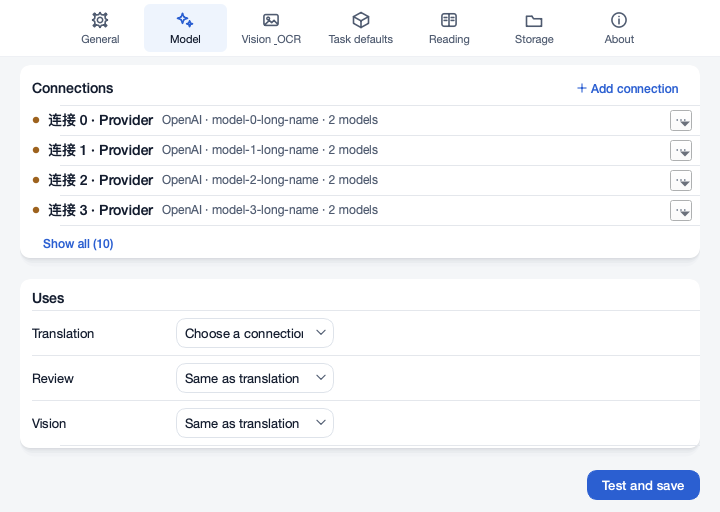 General
Model
Vision _OCR
Task defaults
Reading
Storage
About
Connections
+ Add connection
连接 0 · Provider OpenAI · model-0-long-name · 2 models
连接 1 · Provider OpenAI · model-1-long-name · 2 models
连接 2 · Provider OpenAI · model-2-long-name · 2 models
连接 3 · Provider OpenAI · model-3-long-name · 2 models
Show all (10)
Uses
Translation
Choose a connection
Review
Same as translation
Vision
Same as translation
Test and save